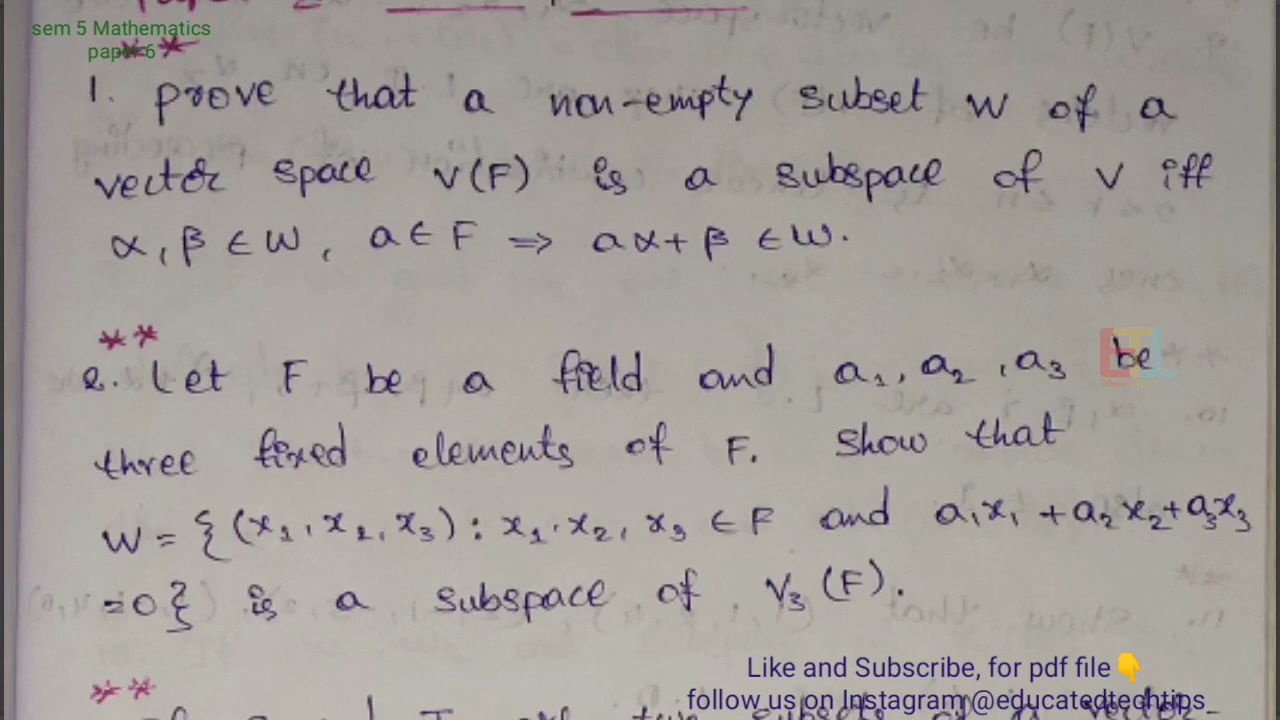 sem 5 Mathematics
paper 6
**
1. prove that a non-empty subset W of a
vector space V(F) is a subspace of V iff
α, β ∈ W, a ∈ F ⇒ aα + β ∈ W.
**
2. Let F be a field and a₁, a₂, a₃ be
three fixed elements of F. Show that
W = {(x₁, x₂, x₃) : x₁, x₂, x₃ ∈ F and a₁x₁ + a₂x₂ + a₃x₃
= 0} is a subspace of V₃(F).
**
Like and Subscribe, for pdf file👇
follow us on Instagram@educatedtechtips